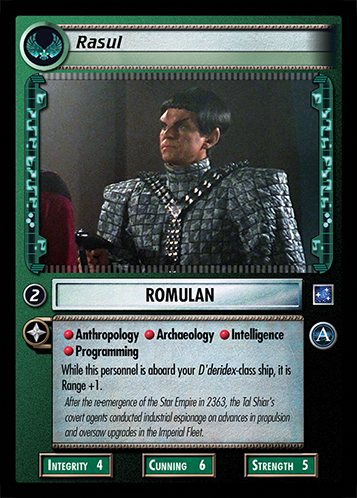 Rasul
2
ROMULAN
Anthropology Archaeology Intelligence
Programming
A
While this personnel is aboard your D'deridex-class ship, it is
Range +1.
After the re-emergence of the Star Empire in 2363, the Tal Shiar's
covert agents conducted industrial espionage on advances in propulsion
and oversaw upgrades in the Imperial Fleet.
INTEGRITY 4 CUNNING 6 STRENGTH 5